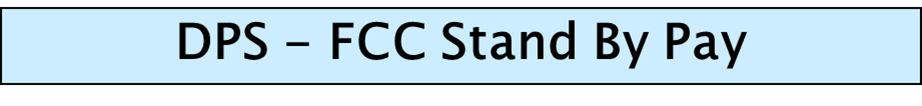 DPS – FCC Stand By Pay